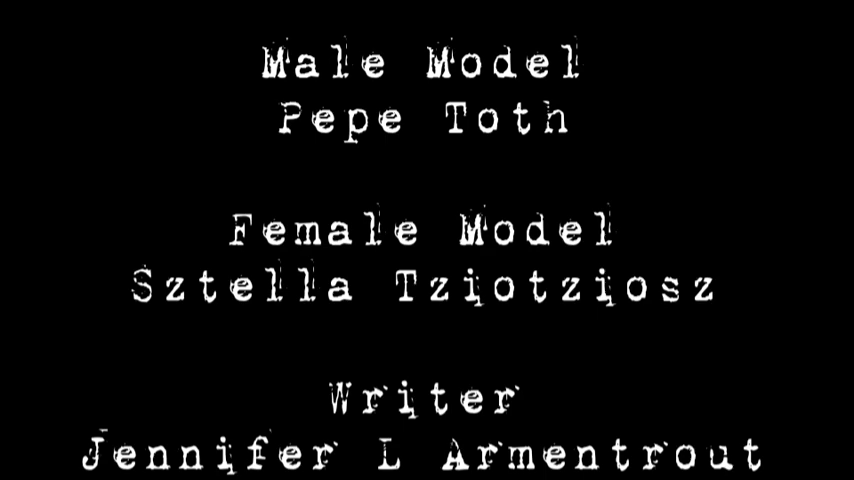 Male Model
Pepe Toth
Female Model
Sztella Tziotziosz
Writer
Jennifer L Armentrout